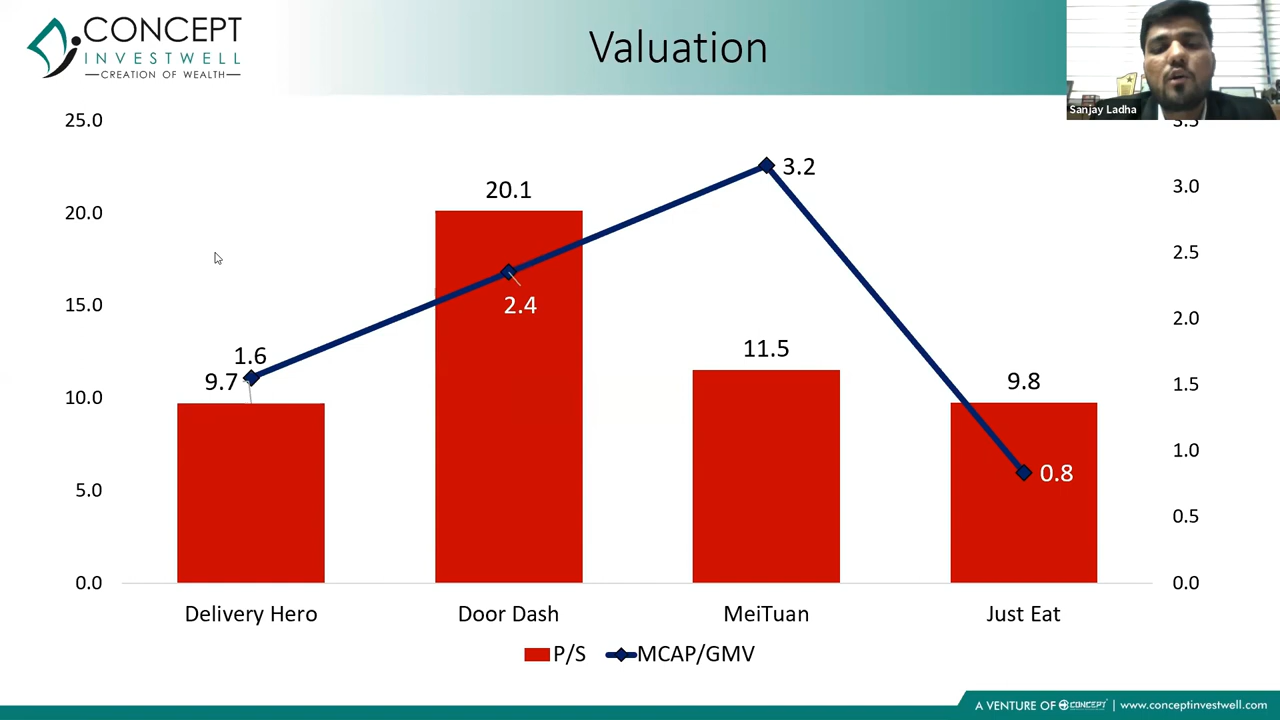 CONCEPT
INVESTWELL
CREATION OF WEALTH
Valuation
Sanjay Ladha
25.0
20.0
15.0
10.0
5.0
0.0
3.5
3.0
2.5
2.0
1.5
1.0
0.5
0.0
9.7
1.6
20.1
2.4
11.5
3.2
9.8
0.8
Delivery Hero
Door Dash
MeiTuan
Just Eat
P/S
MCAP/GMV
A VENTURE OF CONCEPT | www.conceptinvestwell.com